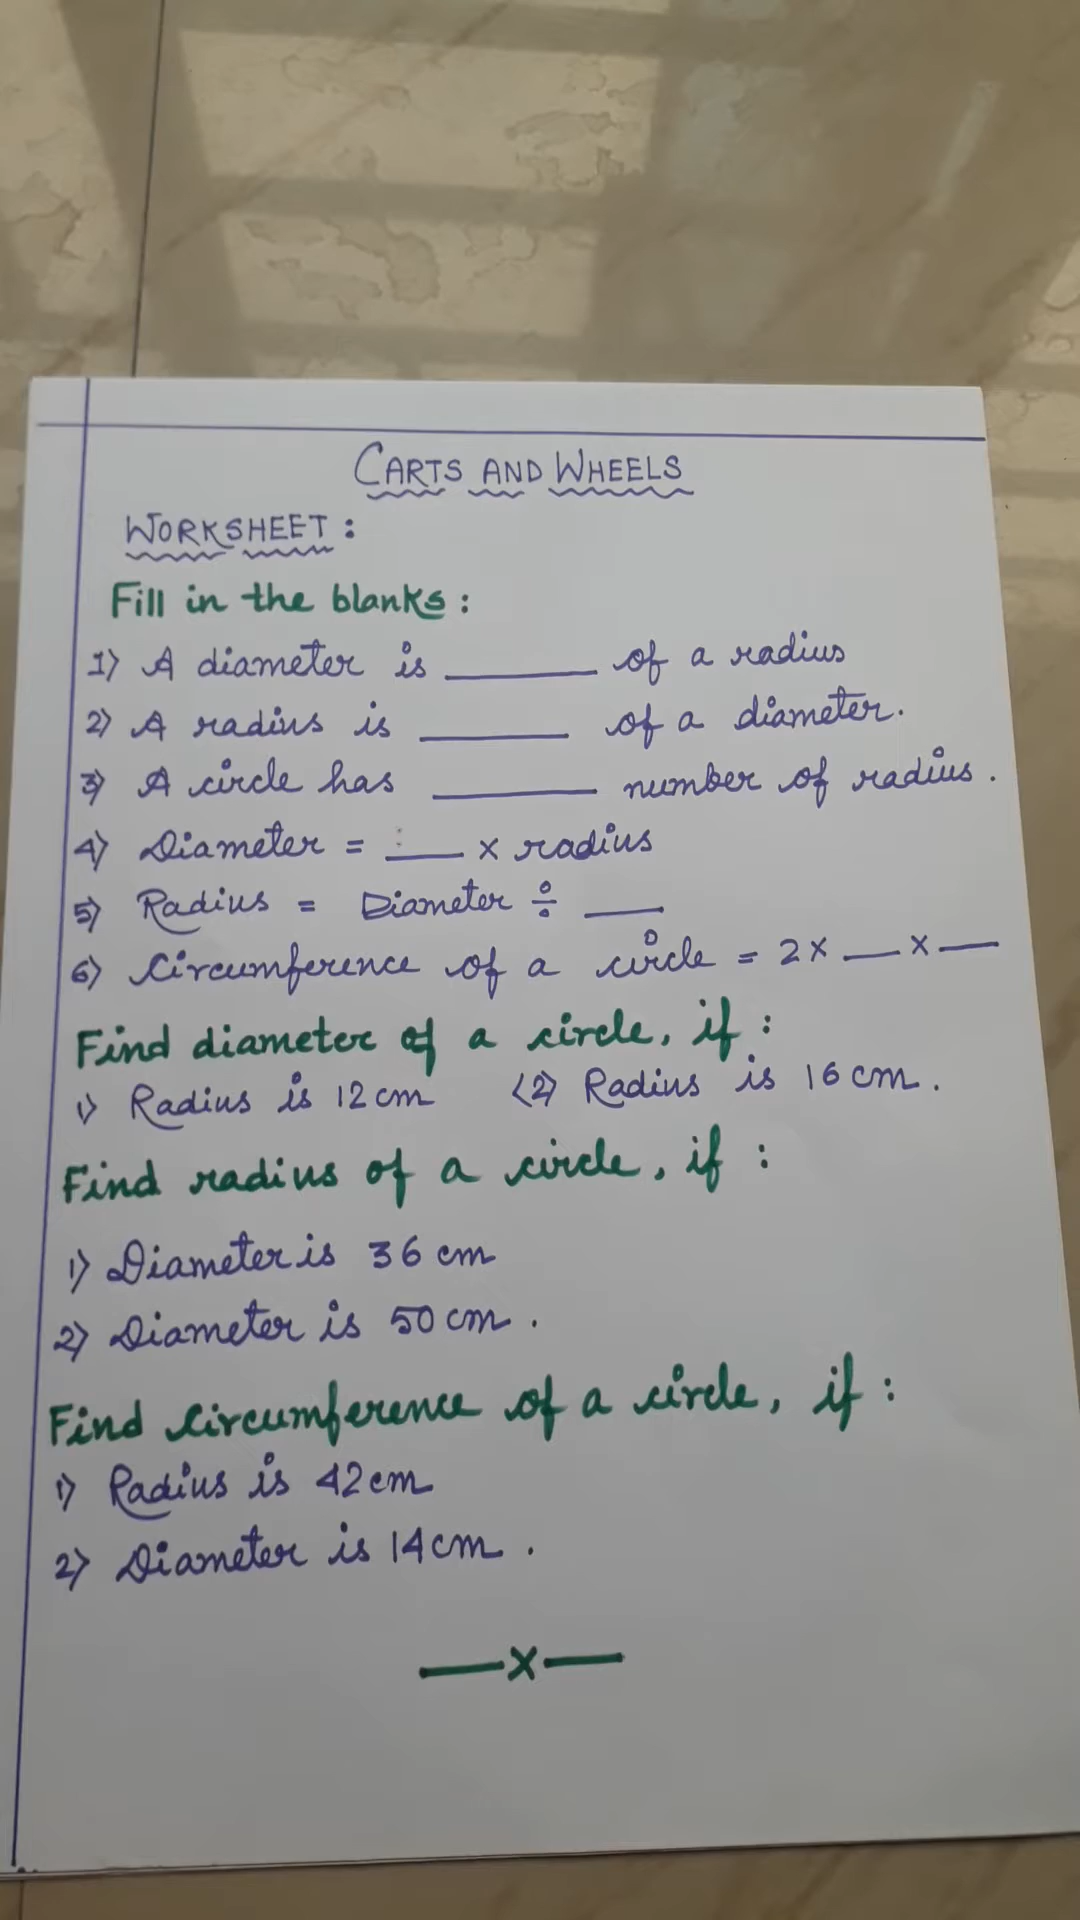 CARTS AND WHEELS
WORKSHEET :
Fill in the blanks :
1) A diameter is ______ of a radius
2) A radius is ______ of a diameter.
3) A circle has ______ number of radius.
4) Diameter = ___ × radius
5) Radius = Diameter ÷ ___
6) Circumference of a circle = 2 × __ × __
Find diameter of a circle, if :
1) Radius is 12 cm (2) Radius is 16 cm.
Find radius of a circle, if :
1) Diameter is 36 cm
2) Diameter is 50 cm.
Find circumference of a circle, if :
1) Radius is 42 cm
2) Diameter is 14 cm.
—x—